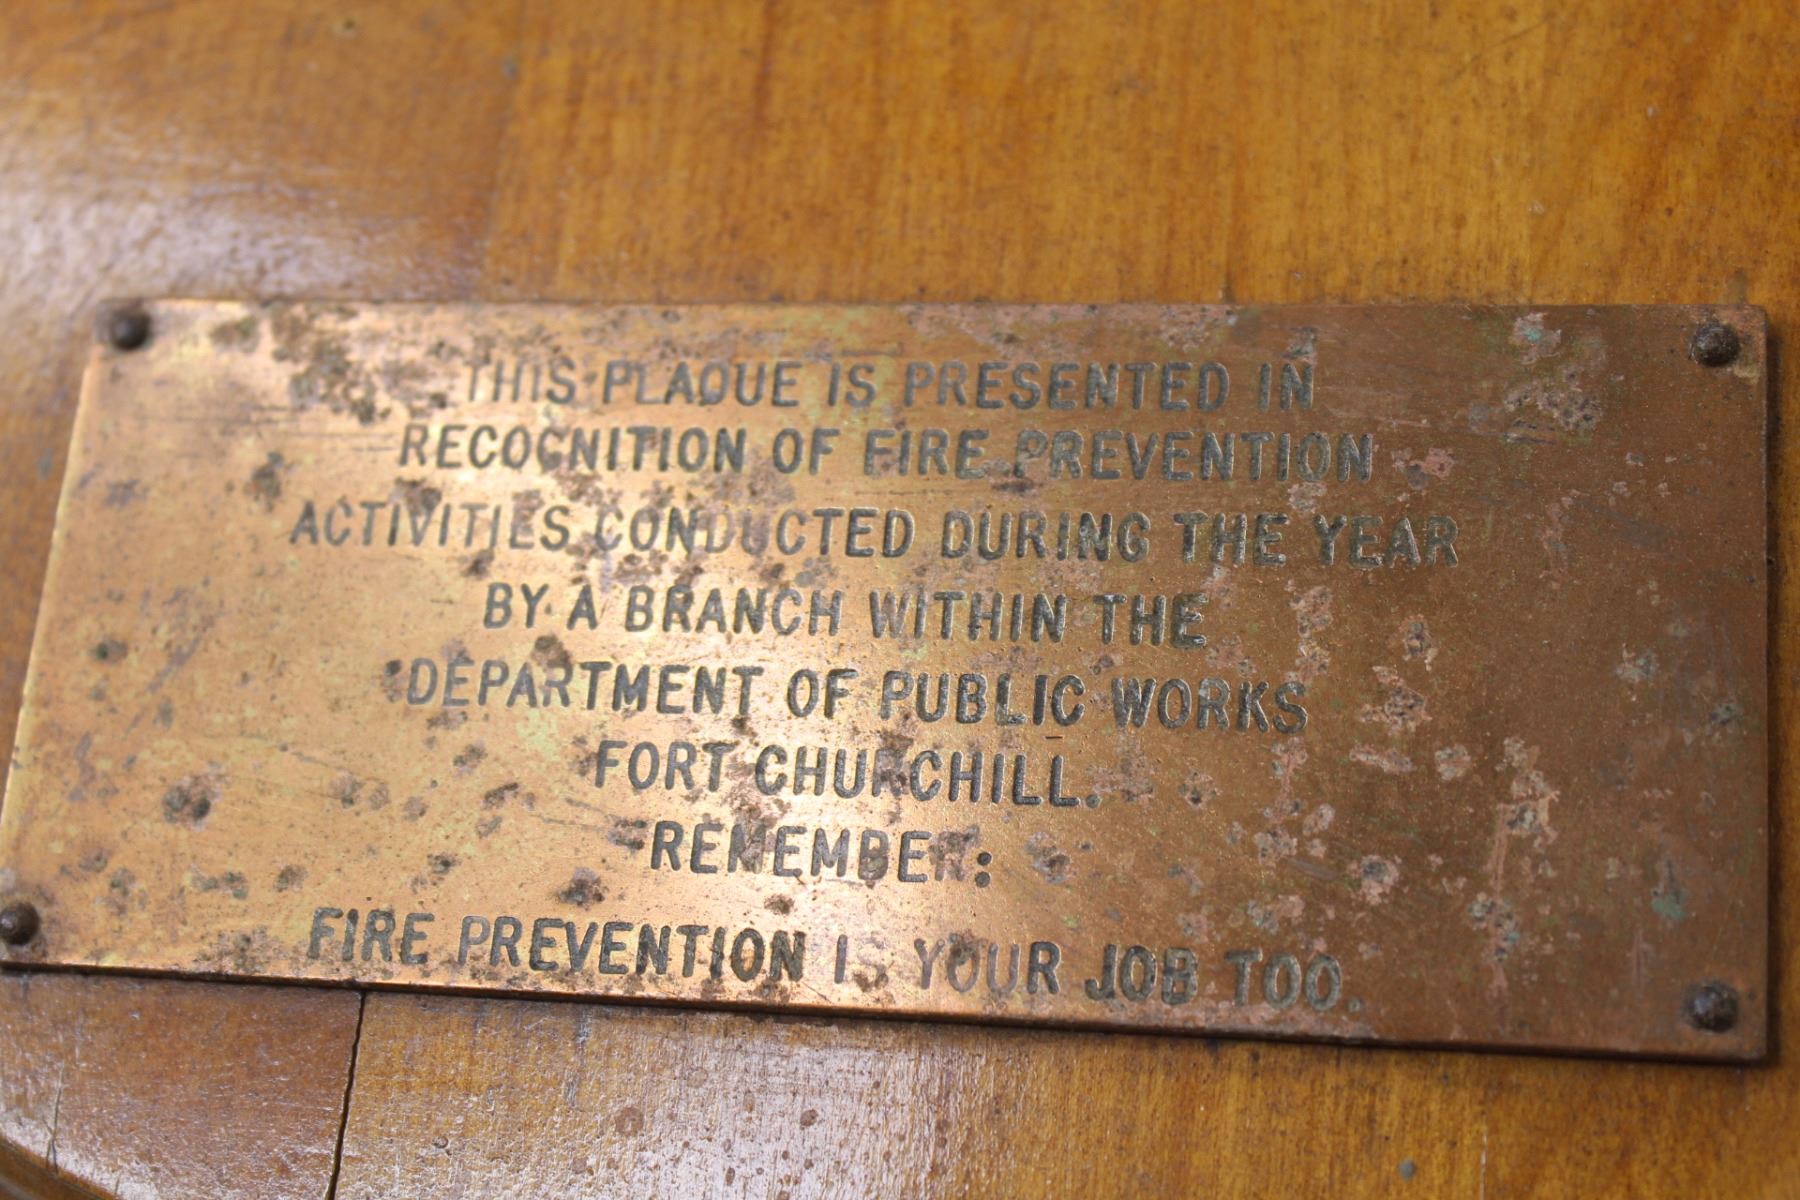 THIS PLAQUE IS PRESENTED IN
RECOGNITION OF FIRE PREVENTION
ACTIVITIES CONDUCTED DURING THE YEAR
BY A BRANCH WITHIN THE
DEPARTMENT OF PUBLIC WORKS
FORT CHURCHILL.
REMEMBER:
FIRE PREVENTION IS YOUR JOB TOO.